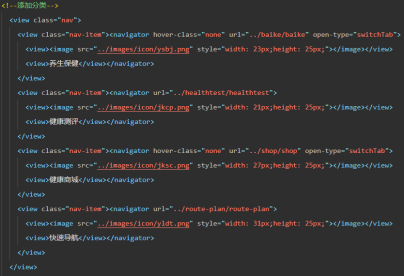 <!--添加分类-->
<view class="nav">
<view class="nav-item"><navigator hover-class="none" url="../baike/baike" open-type="switchTab">
<view><image src="../images/icon/ysbj.png" style="width: 23px;height: 25px;"></image></view>
<view>养生保健</view></navigator>
</view>
<view class="nav-item"><navigator url="../healthtest/healthtest">
<view><image src="../images/icon/jkcp.png" style="width: 21px;height: 25px;"></image></view>
<view>健康测评</view></navigator>
</view>
<view class="nav-item"><navigator hover-class="none" url="../shop/shop" open-type="switchTab">
<view><image src="../images/icon/jksc.png" style="width: 27px;height: 25px;"></image></view>
<view>健康商城</view></navigator>
</view>
<view class="nav-item"><navigator url="../route-plan/route-plan">
<view><image src="../images/icon/yldt.png" style="width: 31px;height: 25px;"></image></view>
<view>快速导航</view></navigator>
</view>
</view>